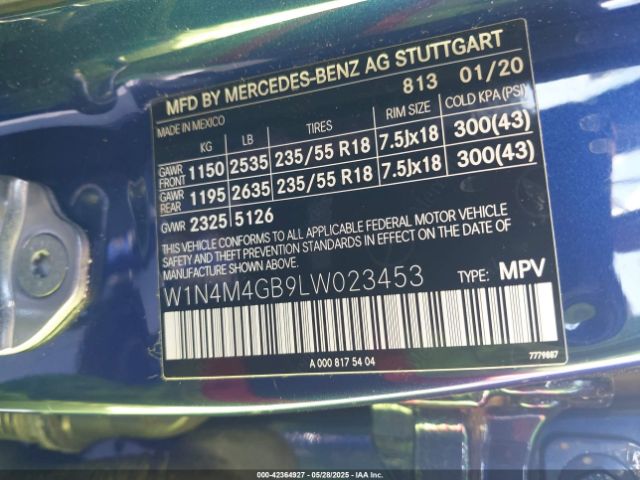 MFD BY MERCEDES-BENZ AG STUTTGART
813 01/20
MADE IN MEXICO
KG LB TIRES RIM SIZE COLD KPA(PSI)
GAWR FRONT 1150 2535 235/55 R18 7.5Jx18 300(43)
GAWR REAR 1195 2635 235/55 R18 7.5Jx18 300(43)
GVWR 2325 5126
THIS VEHICLE CONFORMS TO ALL APPLICABLE FEDERAL MOTOR VEHICLE
SAFETY AND THEFT PREVENTION STANDARDS IN EFFECT ON THE DATE OF
MANUFACTURE SHOWN ABOVE.
W1N4M4GB9LW023453 TYPE: MPV
A 000 817 54 04 7779887
000-42364927 - 05/28/2025 - IAA Inc.